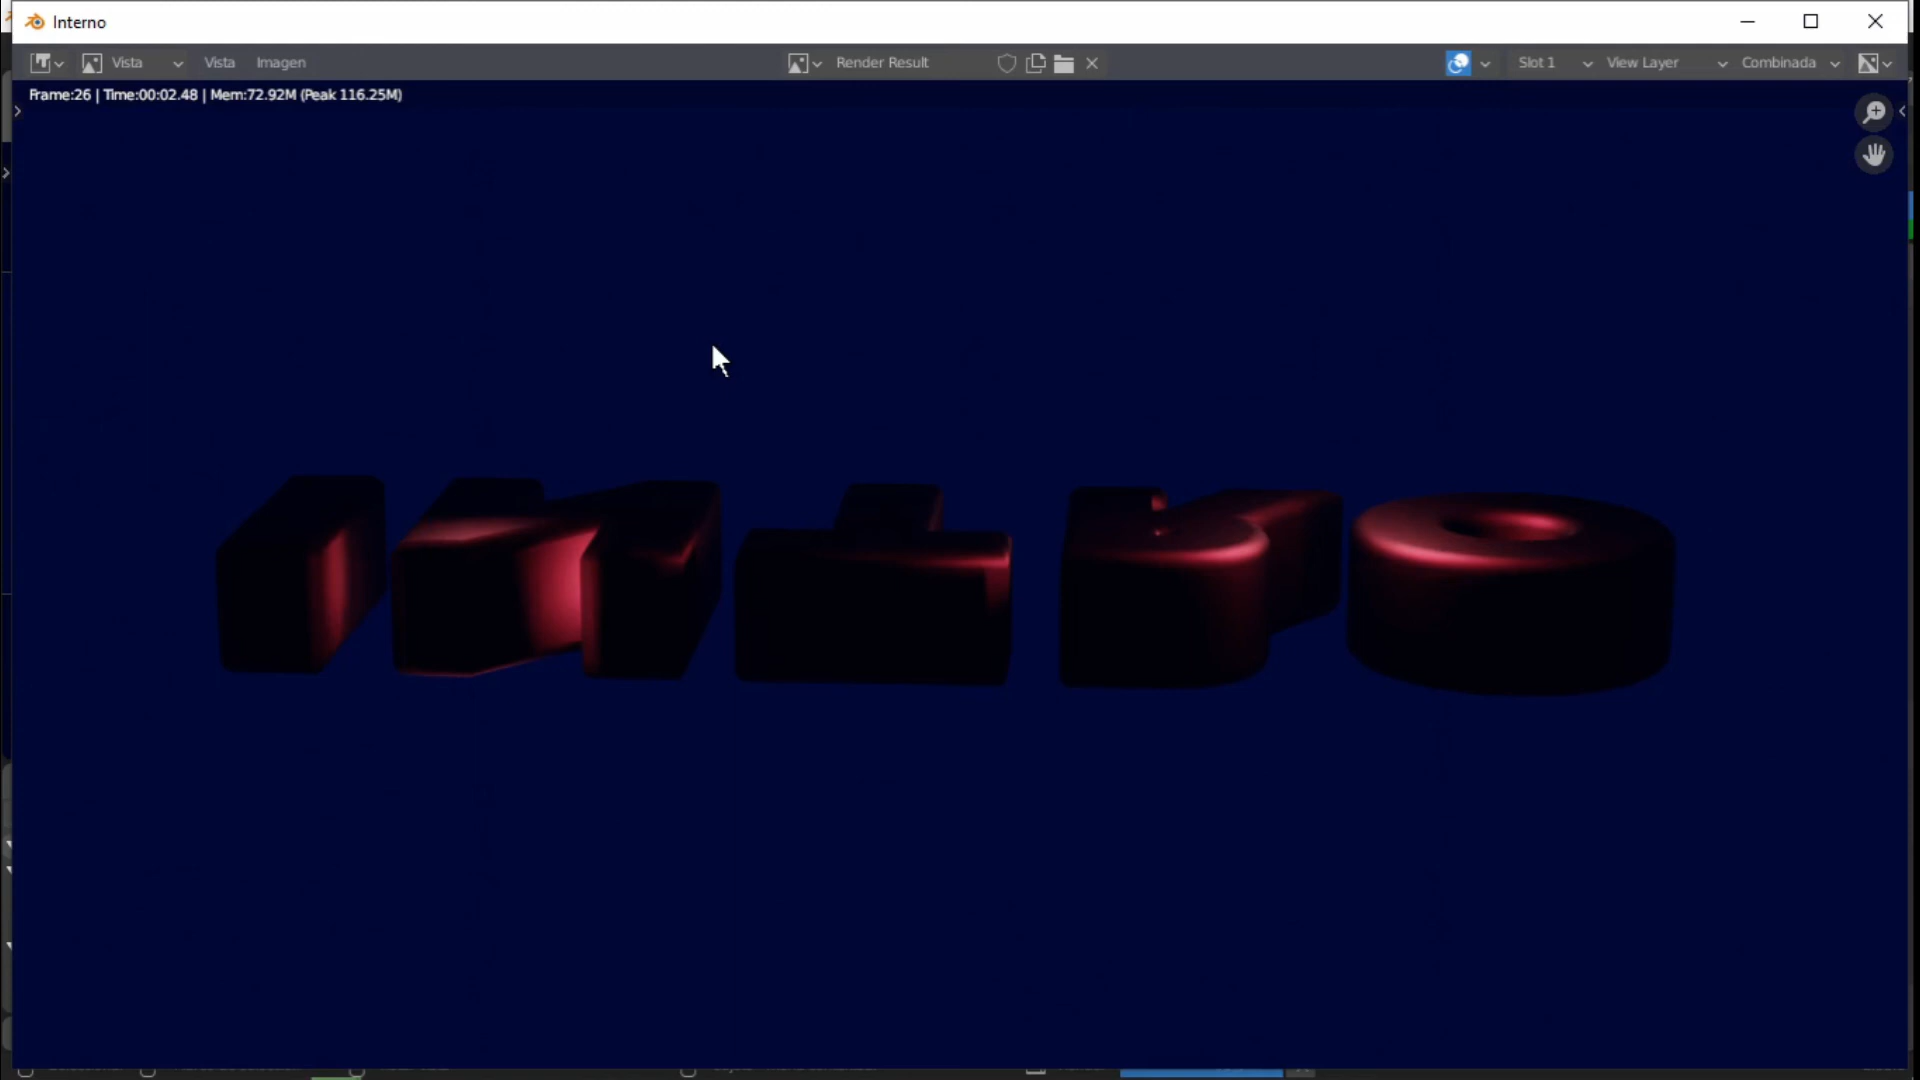 Interno
Vista Vista Imagen Render Result Slot 1 View Layer Combinada
Frame:26 | Time:00:02.48 | Mem:72.92M (Peak 116.25M)
INTRO